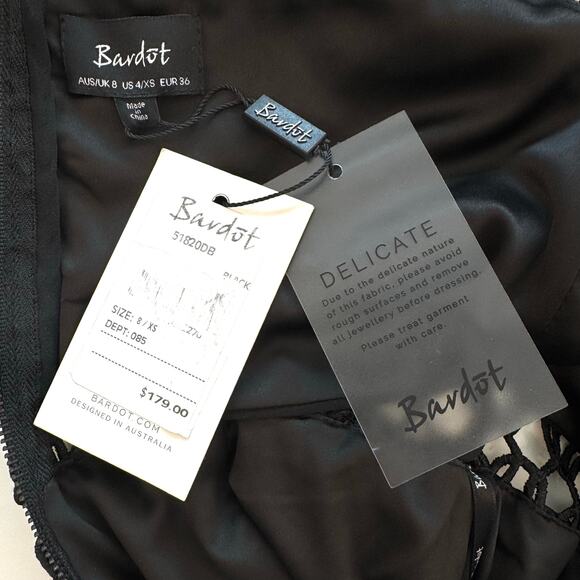 Bardot
AUS/UK 8 US 4/XS EUR 36
Made
in
China
Bardot
Bardot
51820DB
BLACK
SIZE: 8/XS
DEPT: 085
$179.00
BARDOT.COM
DESIGNED IN AUSTRALIA
DELICATE
Due to the delicate nature
of this fabric, please avoid
rough surfaces and remove
all jewellery before dressing.
Please treat garment
with care.
Bardot
Bardot